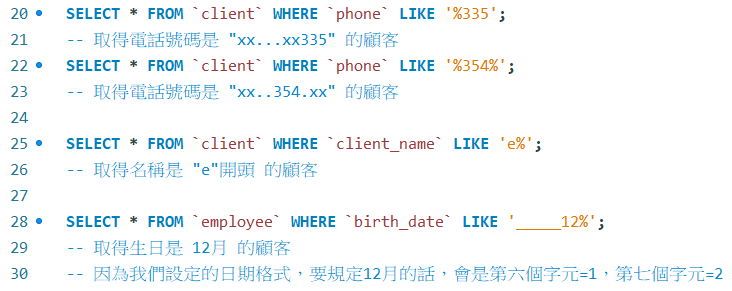 20 SELECT * FROM `client` WHERE `phone` LIKE '%335';
21 -- 取得電話號碼是 "xx...xx335" 的顧客
22 SELECT * FROM `client` WHERE `phone` LIKE '%354%';
23 -- 取得電話號碼是 "xx..354.xx" 的顧客
24
25 SELECT * FROM `client` WHERE `client_name` LIKE 'e%';
26 -- 取得名稱是 "e"開頭 的顧客
27
28 SELECT * FROM `employee` WHERE `birth_date` LIKE '_____12%';
29 -- 取得生日是 12月 的顧客
30 -- 因為我們設定的日期格式，要規定12月的話，會是第六個字元=1，第七個字元=2